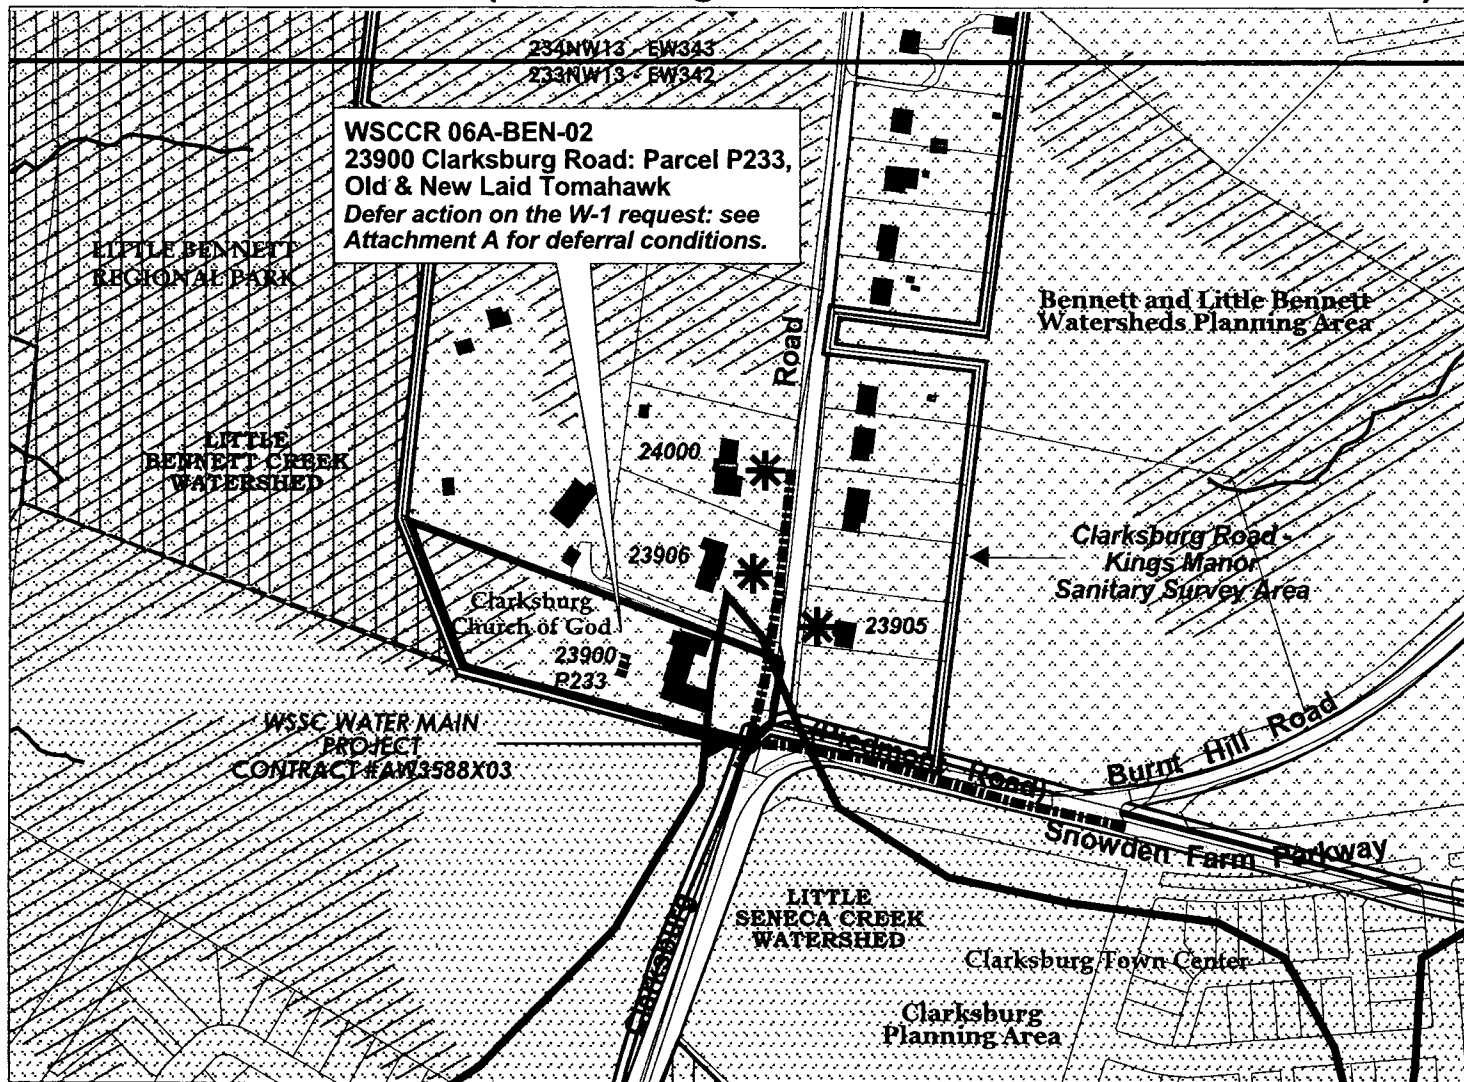 234NW13 - EW343
233NW13 - EW342
WSCCR 06A-BEN-02
23900 Clarksburg Road: Parcel P233,
Old & New Laid Tomahawk
Defer action on the W-1 request: see
Attachment A for deferral conditions.
LITTLE BENNETT
REGIONAL PARK
Bennett and Little Bennett
Watersheds Planning Area
Road
LITTLE
BENNETT CREEK
WATERSHED
24000
Clarksburg Road -
Kings Manor
Sanitary Survey Area
23906
Clarksburg
Church of God
23905
23900
P233
WSSC WATER MAIN
PROJECT
CONTRACT #AW3588X03
(Piedmont Road)
Burnt Hill Road
Snowden Farm Parkway
Clarksburg
LITTLE
SENECA CREEK
WATERSHED
Clarksburg Town Center
Clarksburg
Planning Area